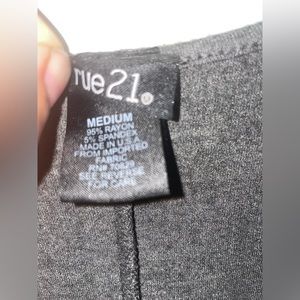 rue21.
MEDIUM
95% RAYON
5% SPANDEX
MADE IN U.S.A
FROM IMPORTED
FABRIC
SEE REVERSE
FOR CARE